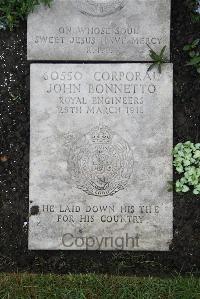 ON WHOSE SOUL
SWEET JESUS HAVE MERCY
R.I.P.
80550 CORPORAL
JOHN BONNETTO
ROYAL ENGINEERS
29TH MARCH 1918
HE LAID DOWN HIS LIFE
FOR HIS COUNTRY
Copyright